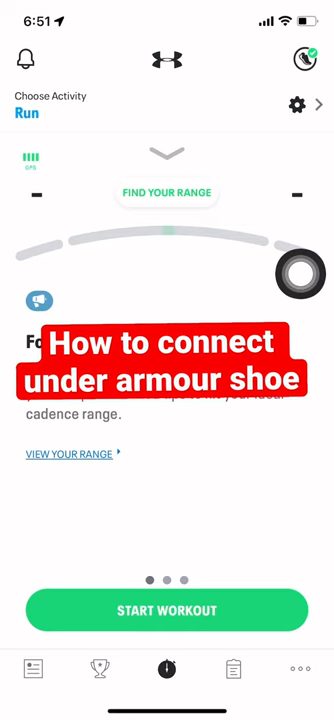 6:51
Choose Activity
Run
GPS
FIND YOUR RANGE
Fo
How to connect
under armour shoe
cadence range.
VIEW YOUR RANGE
START WORKOUT